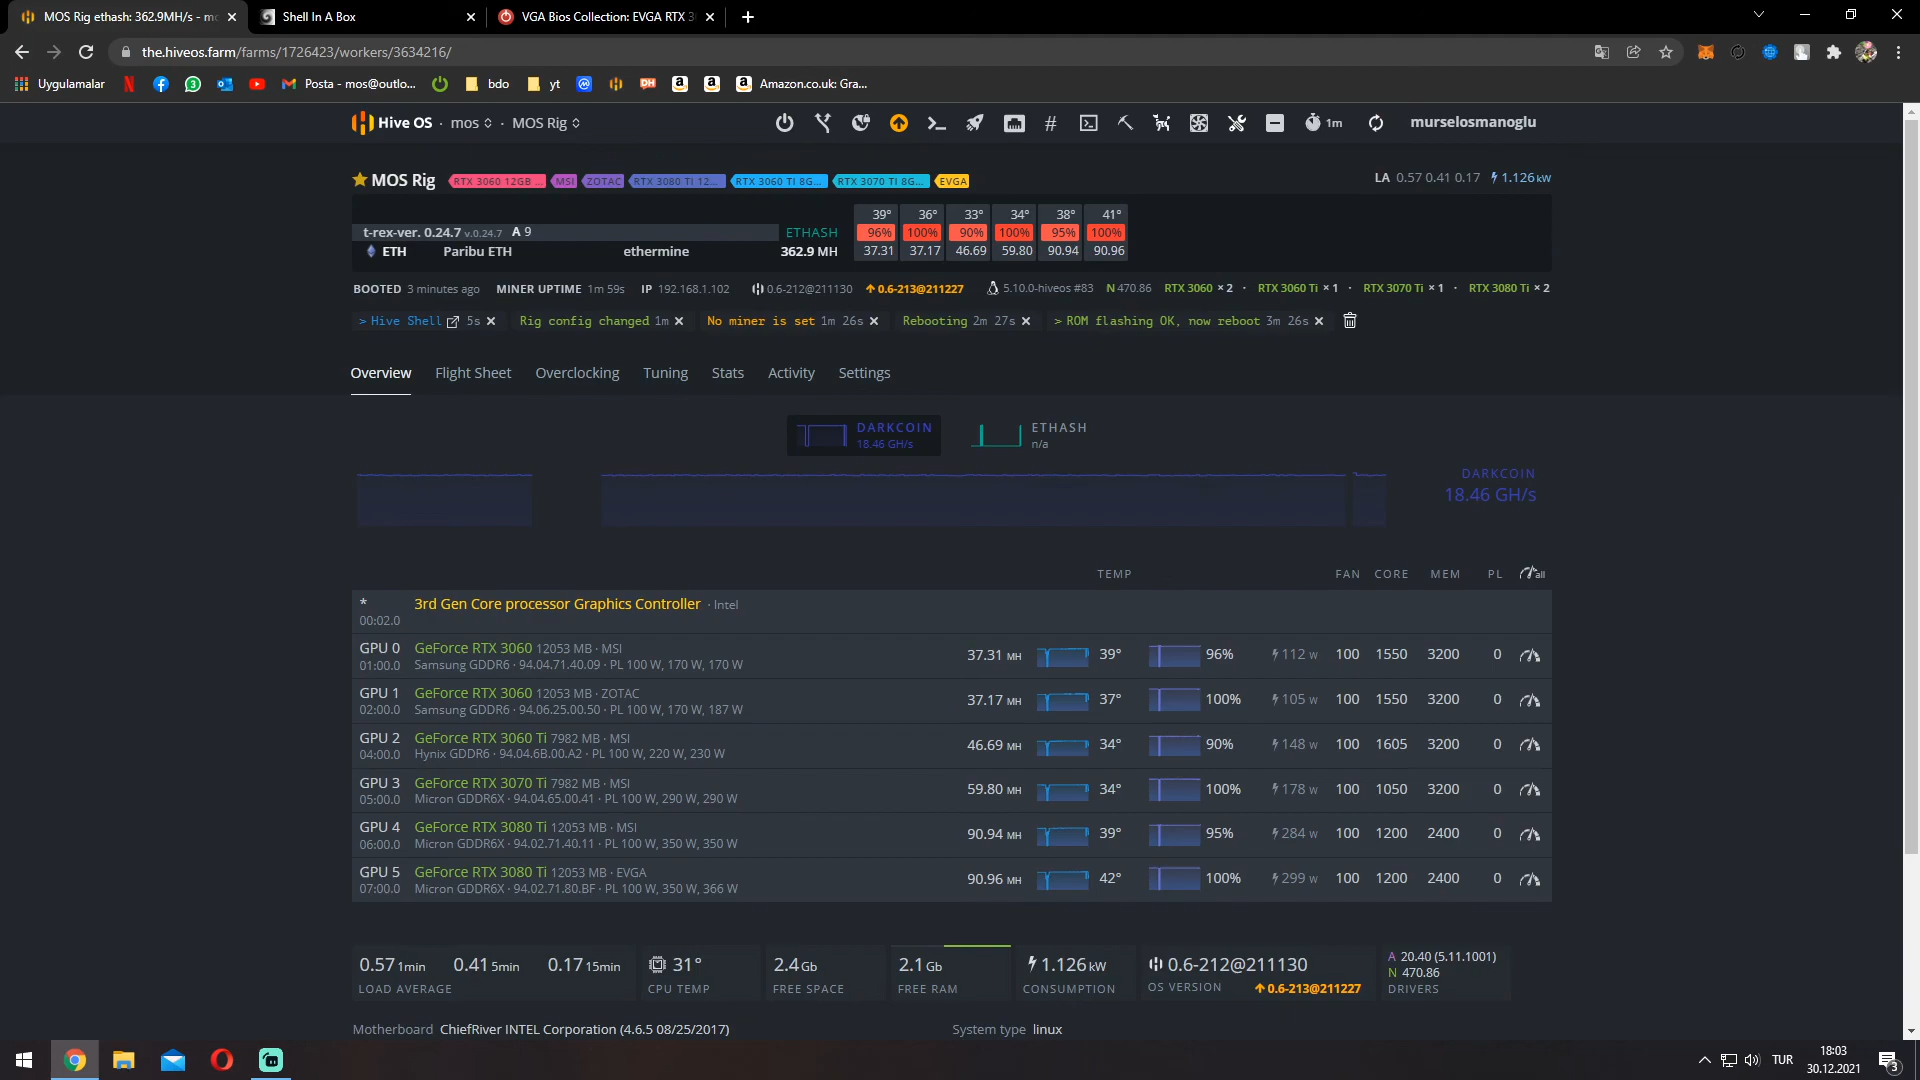 MOS Rig ethash: 362.9MH/s - mo
Shell In A Box
VGA Bios Collection: EVGA RTX 3
the.hiveos.farm/farms/1726423/workers/3634216/
Uygulamalar
Posta - mos@outlo...
bdo
yt
DH
Amazon.co.uk: Gra...
Hive OS · mos · MOS Rig
1m
murselosmanoglu
MOS Rig
RTX 3060 12GB ...
MSI
ZOTAC
RTX 3080 TI 12...
RTX 3060 TI 8G...
RTX 3070 TI 8G...
EVGA
LA 0.57 0.41 0.17 1.126 kW
39° 36° 33° 34° 38° 41°
t-rex-ver. 0.24.7 v.0.24.7 A 9 ETHASH 96% 100% 90% 100% 95% 100%
ETH Paribu ETH ethermine 362.9 MH 37.31 37.17 46.69 59.80 90.94 90.96
BOOTED 3 minutes ago MINER UPTIME 1m 59s IP 192.168.1.102 0.6-212@211130 0.6-213@211227 5.10.0-hiveos #83 N 470.86 RTX 3060 × 2 · RTX 3060 Ti × 1 · RTX 3070 Ti × 1 · RTX 3080 Ti × 2
> Hive Shell 5s × Rig config changed 1m × No miner is set 1m 26s × Rebooting 2m 27s × > ROM flashing OK, now reboot 3m 26s ×
Overview Flight Sheet Overclocking Tuning Stats Activity Settings
DARKCOIN
18.46 GH/s
ETHASH
n/a
DARKCOIN
18.46 GH/s
TEMP FAN CORE MEM PL all
* 3rd Gen Core processor Graphics Controller · Intel
00:02.0
GPU 0 GeForce RTX 3060 12053 MB · MSI 37.31 MH 39° 96% 112 W 100 1550 3200 0
01:00.0 Samsung GDDR6 · 94.04.71.40.09 · PL 100 W, 170 W, 170 W
GPU 1 GeForce RTX 3060 12053 MB · ZOTAC 37.17 MH 37° 100% 105 W 100 1550 3200 0
02:00.0 Samsung GDDR6 · 94.06.25.00.50 · PL 100 W, 170 W, 187 W
GPU 2 GeForce RTX 3060 Ti 7982 MB · MSI 46.69 MH 34° 90% 148 W 100 1605 3200 0
04:00.0 Hynix GDDR6 · 94.04.6B.00.A2 · PL 100 W, 220 W, 230 W
GPU 3 GeForce RTX 3070 Ti 7982 MB · MSI 59.80 MH 34° 100% 178 W 100 1050 3200 0
05:00.0 Micron GDDR6X · 94.04.65.00.41 · PL 100 W, 290 W, 290 W
GPU 4 GeForce RTX 3080 Ti 12053 MB · MSI 90.94 MH 39° 95% 284 W 100 1200 2400 0
06:00.0 Micron GDDR6X · 94.02.71.40.11 · PL 100 W, 350 W, 350 W
GPU 5 GeForce RTX 3080 Ti 12053 MB · EVGA 90.96 MH 42° 100% 299 W 100 1200 2400 0
07:00.0 Micron GDDR6X · 94.02.71.80.BF · PL 100 W, 350 W, 366 W
0.57 1min 0.41 5min 0.17 15min
LOAD AVERAGE
31°
CPU TEMP
2.4 Gb
FREE SPACE
2.1 Gb
FREE RAM
1.126 kW
CONSUMPTION
0.6-212@211130
OS VERSION 0.6-213@211227
A 20.40 (5.11.1001)
N 470.86
DRIVERS
Motherboard ChiefRiver INTEL Corporation (4.6.5 08/25/2017) System type linux
TUR
18:03
30.12.2021
3